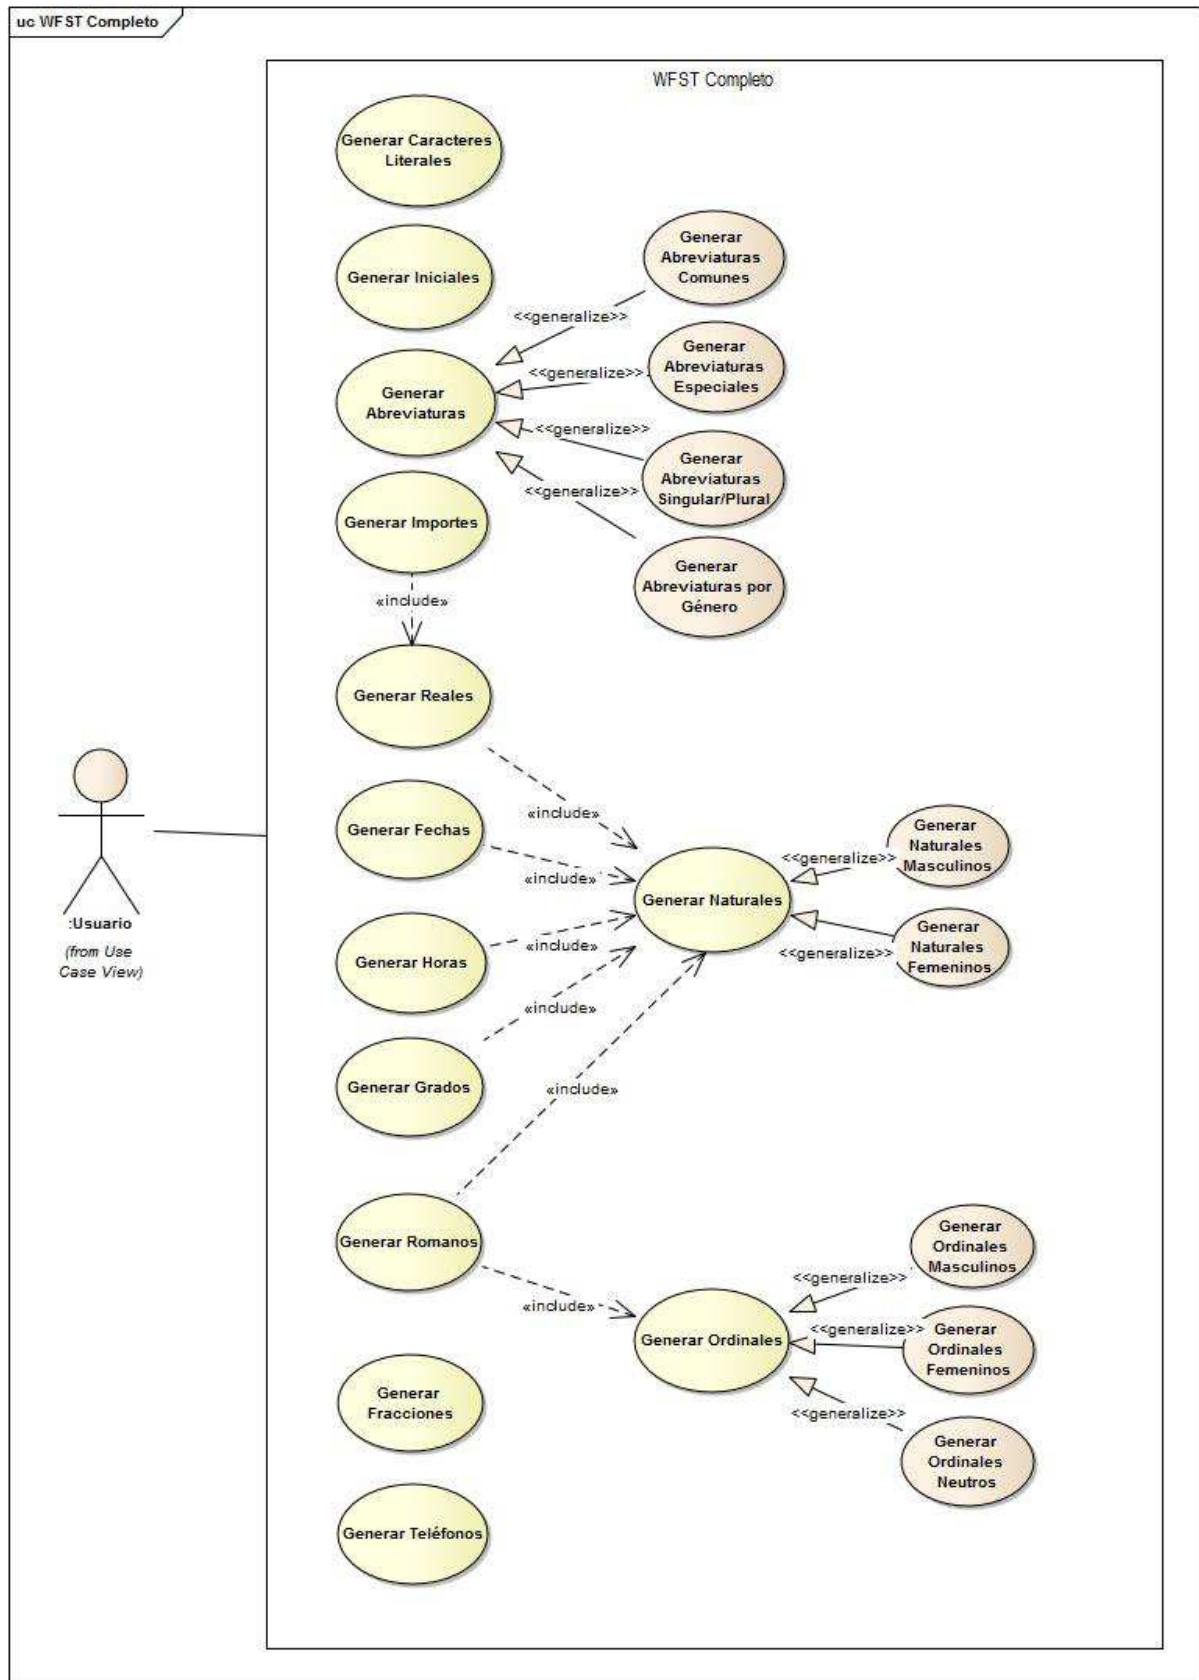 uc WFST Completo
WFST Completo
Generar Caracteres
Literales
Generar Iniciales
Generar
Abreviaturas
Comunes
<<generalize>>
Generar
Abreviaturas
Especiales
<<generalize>>
Generar
Abreviaturas
<<generalize>>
Generar
Abreviaturas
Singular/Plural
<<generalize>>
Generar Importes
Generar
Abreviaturas por
Género
«include»
Generar Reales
«include»
Generar Fechas
«include»
Generar Naturales
<<generalize>>
Generar
Naturales
Masculinos
<<generalize>>
Generar
Naturales
Femeninos
:Usuario
(from Use
Case View)
Generar Horas
«include»
«include»
Generar Grados
«include»
Generar Romanos
«include»
Generar Ordinales
<<generalize>>
Generar
Ordinales
Masculinos
<<generalize>>
Generar
Ordinales
Femeninos
<<generalize>>
Generar
Ordinales
Neutros
Generar
Fracciones
Generar Teléfonos